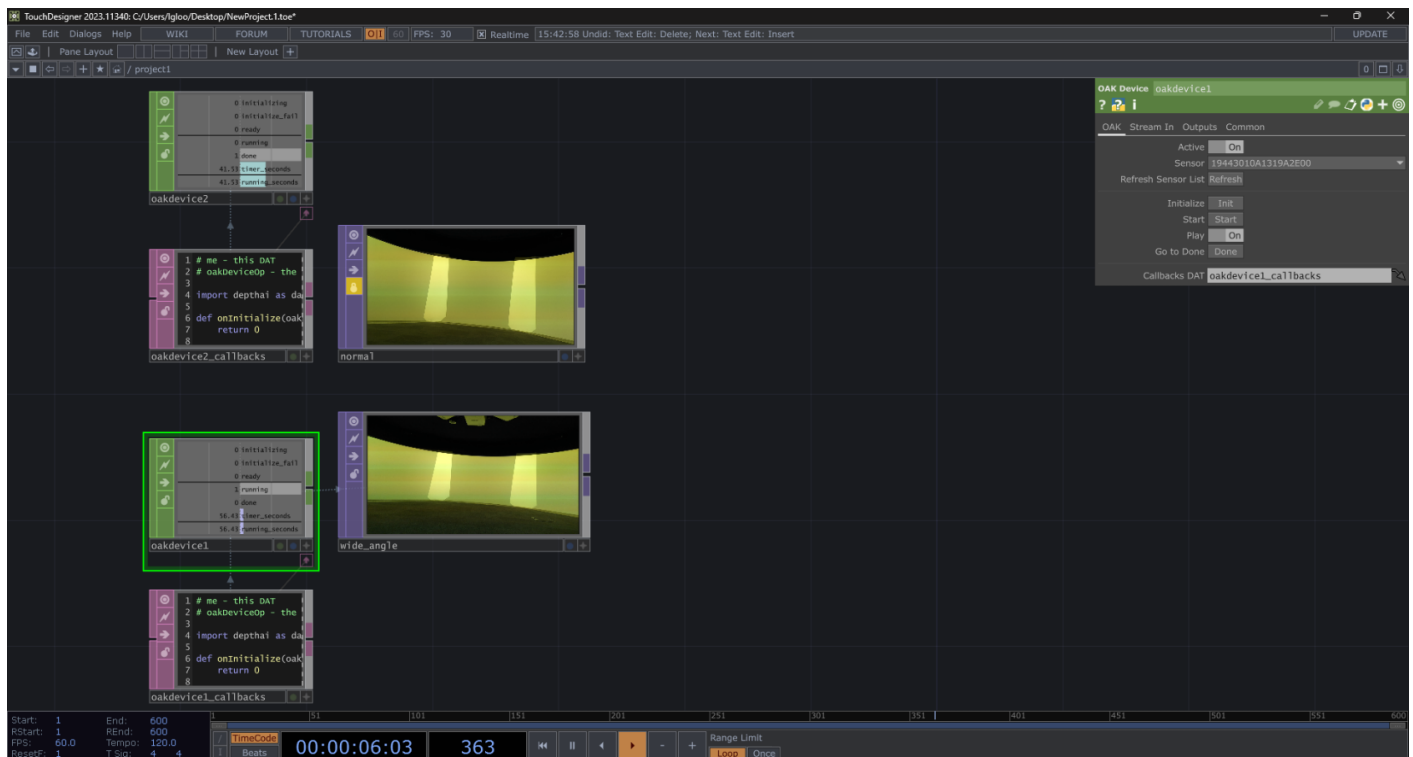 TouchDesigner 2023.11340: C:/Users/Igloo/Desktop/NewProject.1.toe*
File Edit Dialogs Help WIKI FORUM TUTORIALS O|I 60 FPS: 30 Realtime 15:42:58 Undid: Text Edit: Delete; Next: Text Edit: Insert UPDATE
Pane Layout New Layout +
/ project1 0
OAK Device oakdevice1
? i
OAK Stream In Outputs Common
Active On
Sensor 19443010A1319A2E00
Refresh Sensor List Refresh
Initialize Init
Start Start
Play On
Go to Done Done
Callbacks DAT oakdevice1_callbacks
0 initializing
0 initialize_fail
0 ready
0 running
1 done
41.53 timer_seconds
41.53 running_seconds
oakdevice2
1 # me - this DAT
2 # oakDeviceOp - the
3
4 import depthai as da
5
6 def onInitialize(oak
7 return 0
8
oakdevice2_callbacks
normal
0 initializing
0 initialize_fail
0 ready
1 running
0 done
56.43 timer_seconds
56.43 running_seconds
oakdevice1
wide_angle
1 # me - this DAT
2 # oakDeviceOp - the
3
4 import depthai as da
5
6 def onInitialize(oak
7 return 0
8
oakdevice1_callbacks
1 51 101 151 201 251 301 351 401 451 501 551 600
Start: 1 End: 600
RStart: 1 REnd: 600
FPS: 60.0 Tempo: 120.0
ResetF: 1 T Sig: 4 4
TimeCode
Beats
00:00:06:03
363
- +
Range Limit
Loop Once